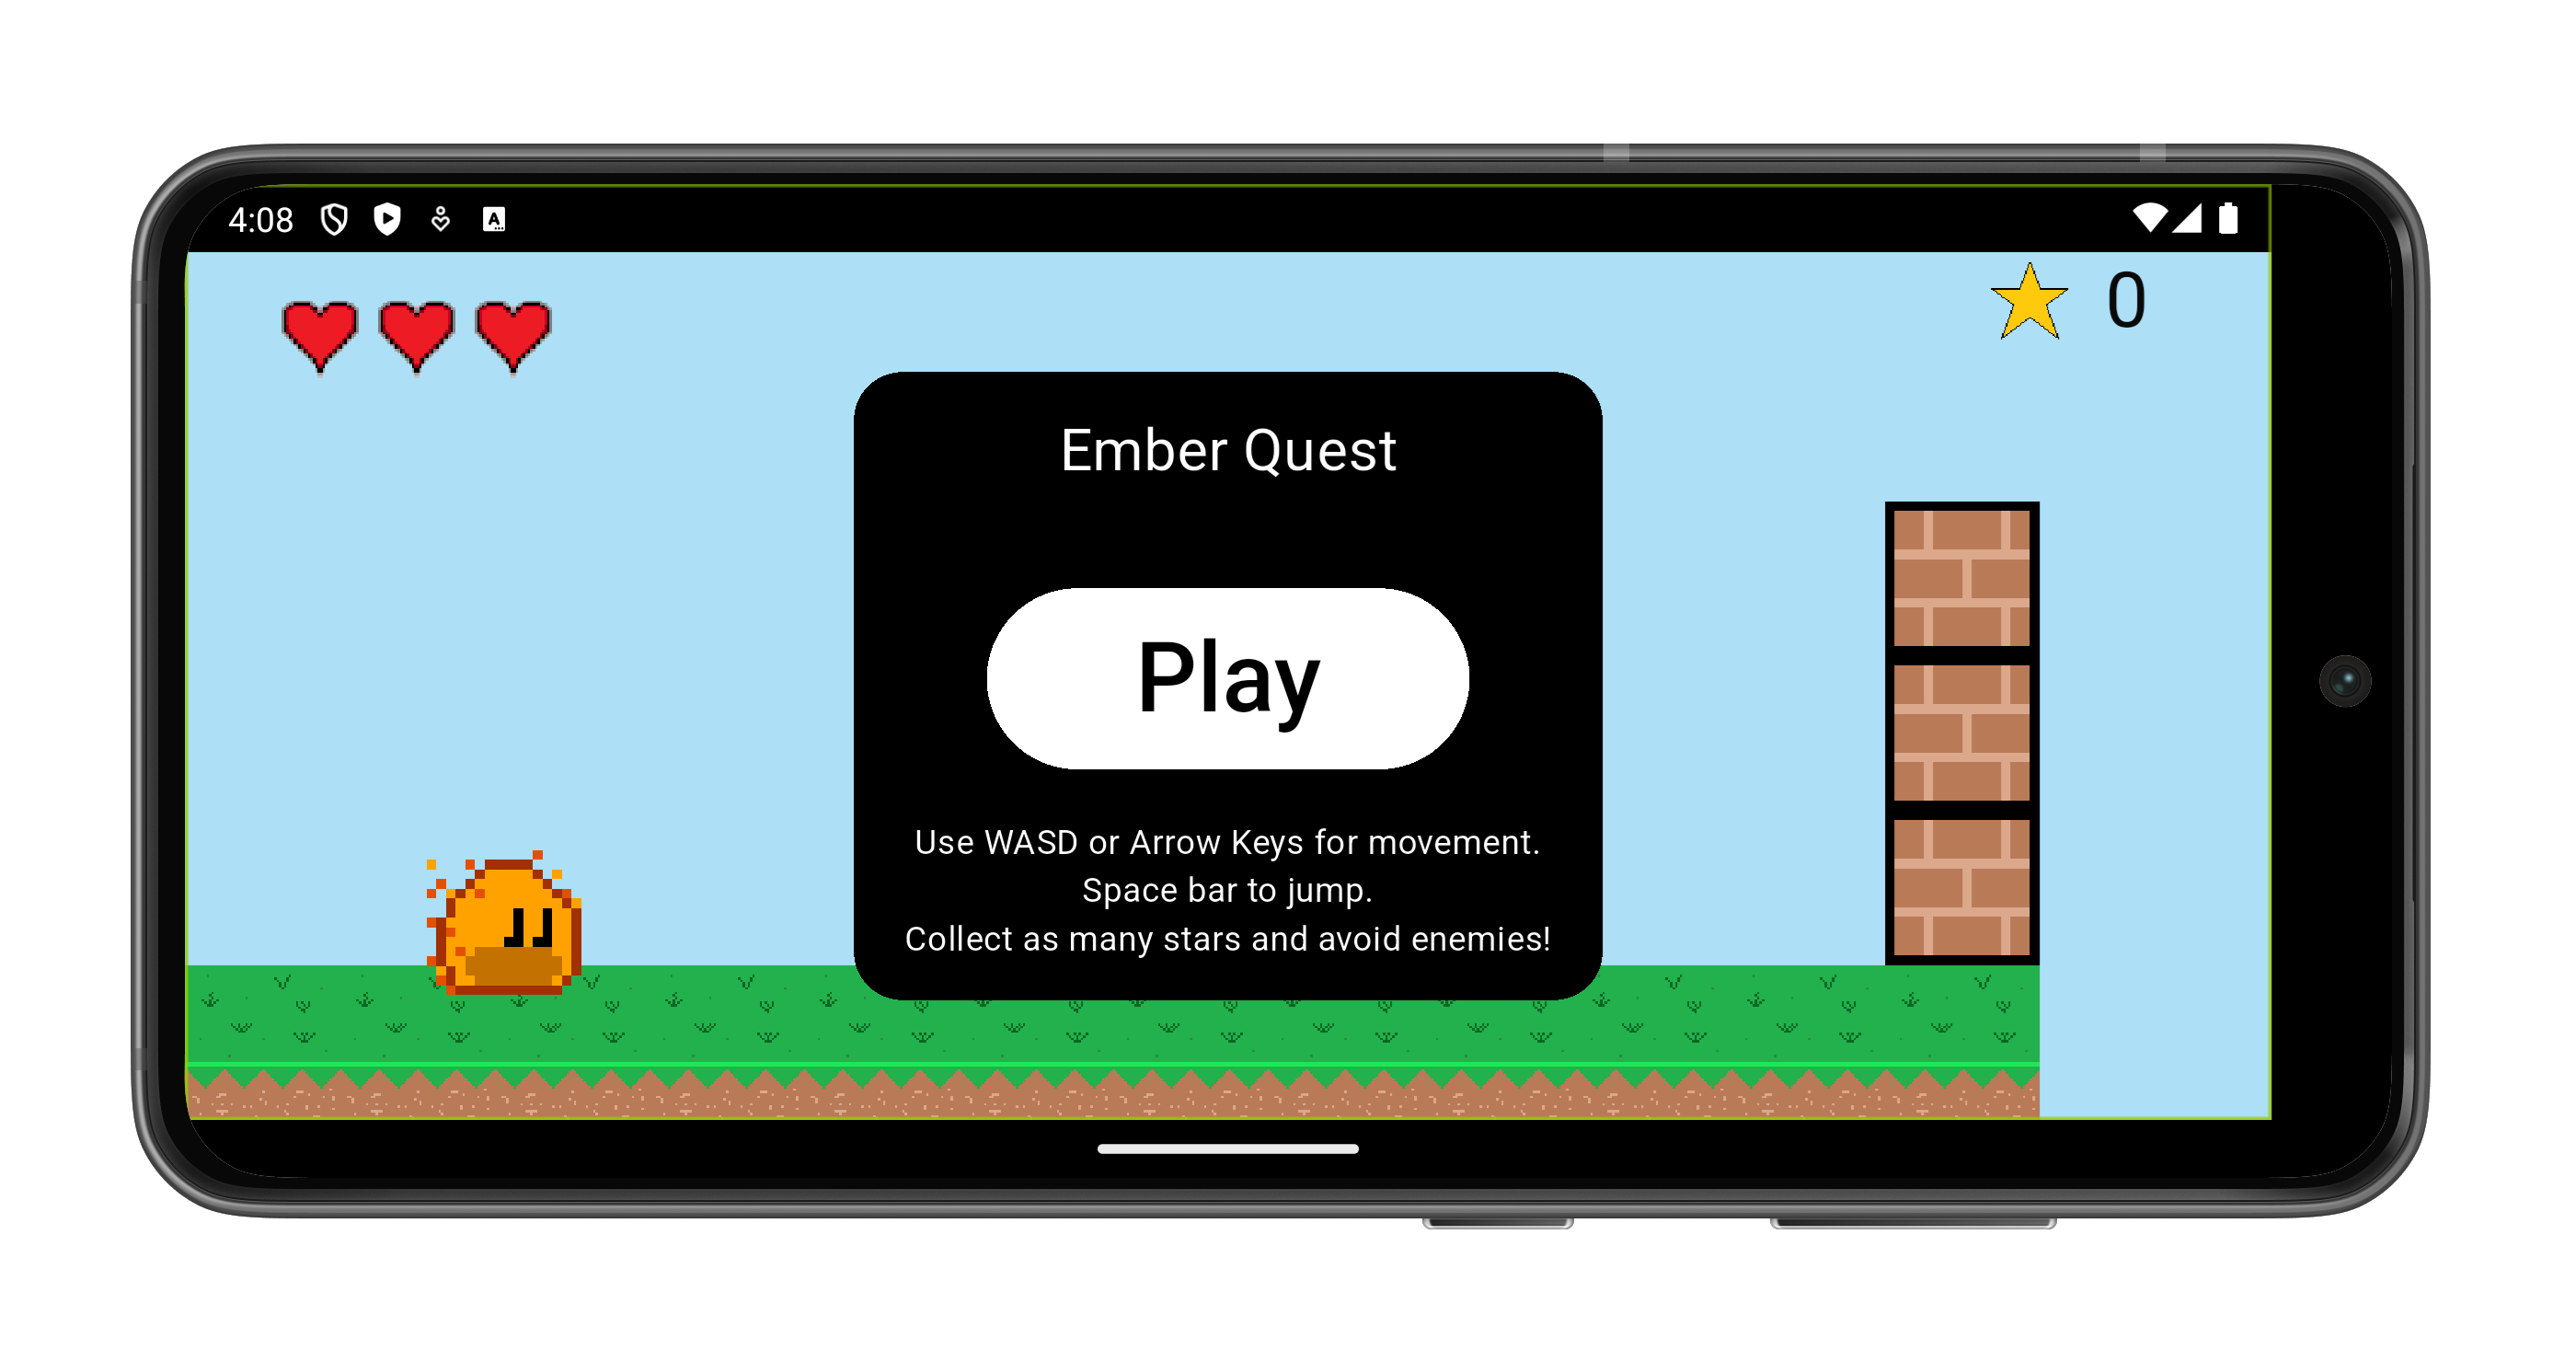 4:08
A
0
Ember Quest
Play
Use WASD or Arrow Keys for movement.
Space bar to jump.
Collect as many stars and avoid enemies!